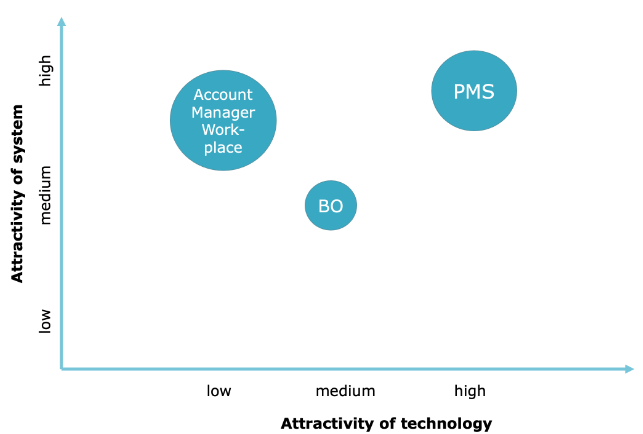 Attractivity of system
high
medium
low
Account
Manager
Work-
place
PMS
BO
low
medium
high
Attractivity of technology